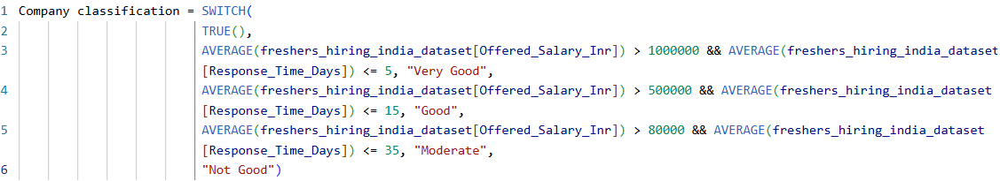 1 Company classification = SWITCH(
2 TRUE(),
3 AVERAGE(freshers_hiring_india_dataset[Offered_Salary_Inr]) > 1000000 && AVERAGE(freshers_hiring_india_dataset
[Response_Time_Days]) <= 5, "Very Good",
4 AVERAGE(freshers_hiring_india_dataset[Offered_Salary_Inr]) > 500000 && AVERAGE(freshers_hiring_india_dataset
[Response_Time_Days]) <= 15, "Good",
5 AVERAGE(freshers_hiring_india_dataset[Offered_Salary_Inr]) > 80000 && AVERAGE(freshers_hiring_india_dataset
[Response_Time_Days]) <= 35, "Moderate",
6 "Not Good")